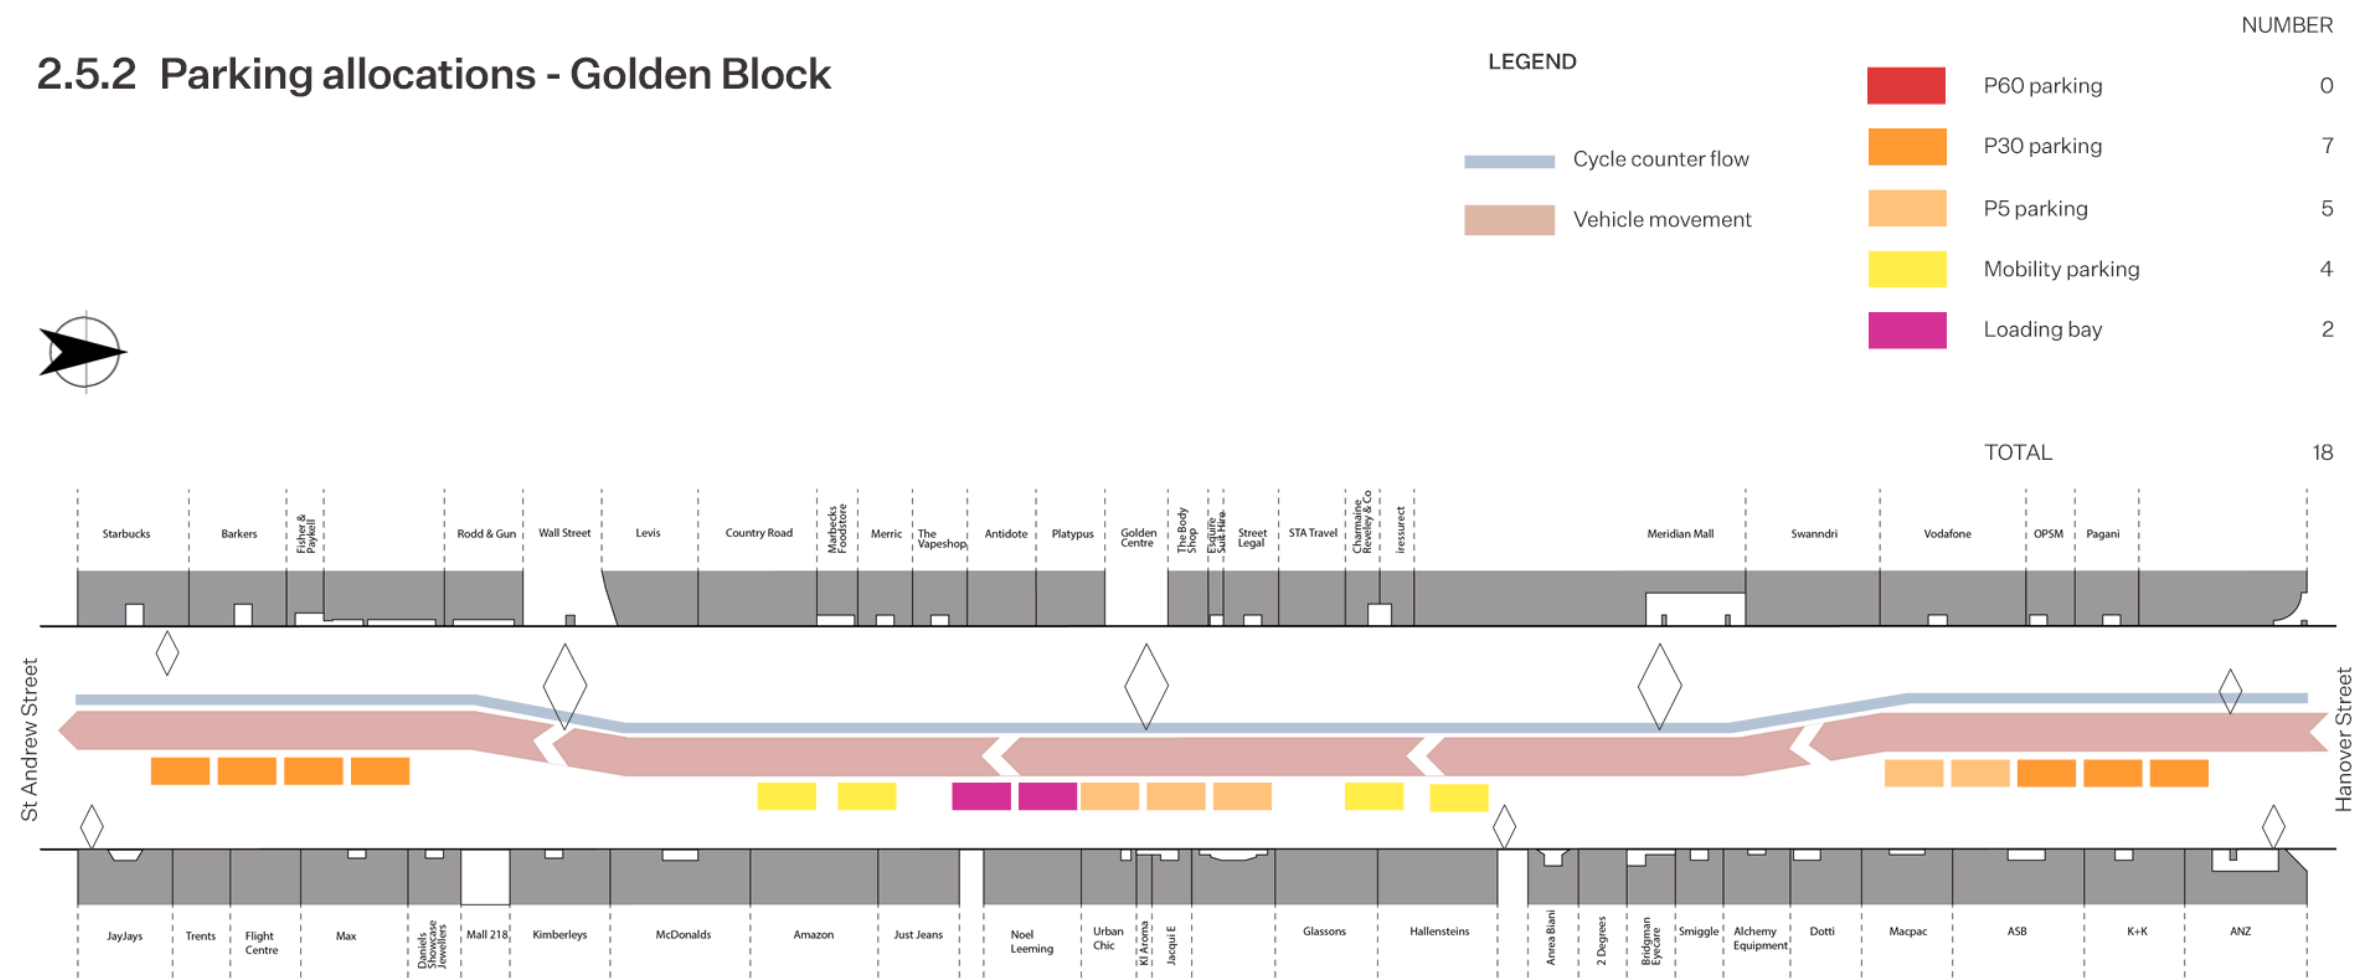 NUMBER
2.5.2 Parking allocations - Golden Block
LEGEND
P60 parking 0
P30 parking 7
Cycle counter flow
P5 parking 5
Vehicle movement
Mobility parking 4
Loading bay 2
TOTAL 18
Starbucks
Barkers
Fisher &
Paykell
Rodd & Gun
Wall Street
Levis
Country Road
Marbecks
Foodstore
Merric
The
Vapeshop
Antidote
Platypus
Golden
Centre
The Body
Shop
Esquire
Suit Hire
Street
Legal
STA Travel
Charmaine
Reveley & Co
iressurect
Meridian Mall
Swanndri
Vodafone
OPSM
Pagani
St Andrew Street
Hanover Street
JayJays
Trents
Flight
Centre
Max
Daniels
Showcase
Jewellers
Mall 218
Kimberleys
McDonalds
Amazon
Just Jeans
Noel
Leeming
Urban
Chic
KI Aroma
Jacqui E
Glassons
Hallensteins
Annrea Biani
2 Degrees
Bridgman
Eyecare
Smiggle
Alchemy
Equipment
Dotti
Macpac
ASB
K+K
ANZ